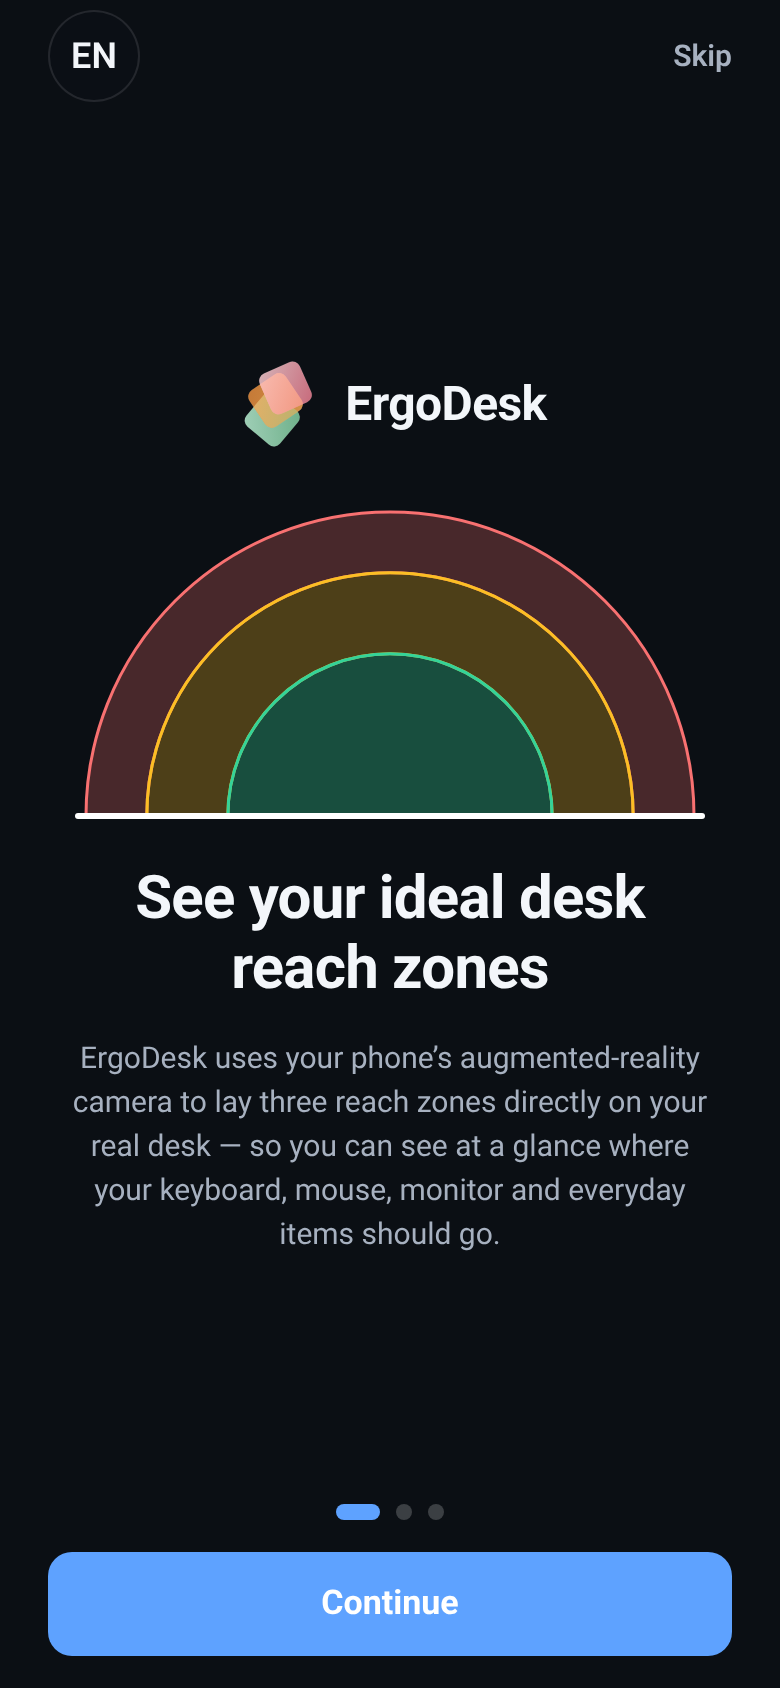 EN
Skip
ErgoDesk
See your ideal desk
reach zones
ErgoDesk uses your phone’s augmented-reality
camera to lay three reach zones directly on your
real desk — so you can see at a glance where
your keyboard, mouse, monitor and everyday
items should go.
Continue